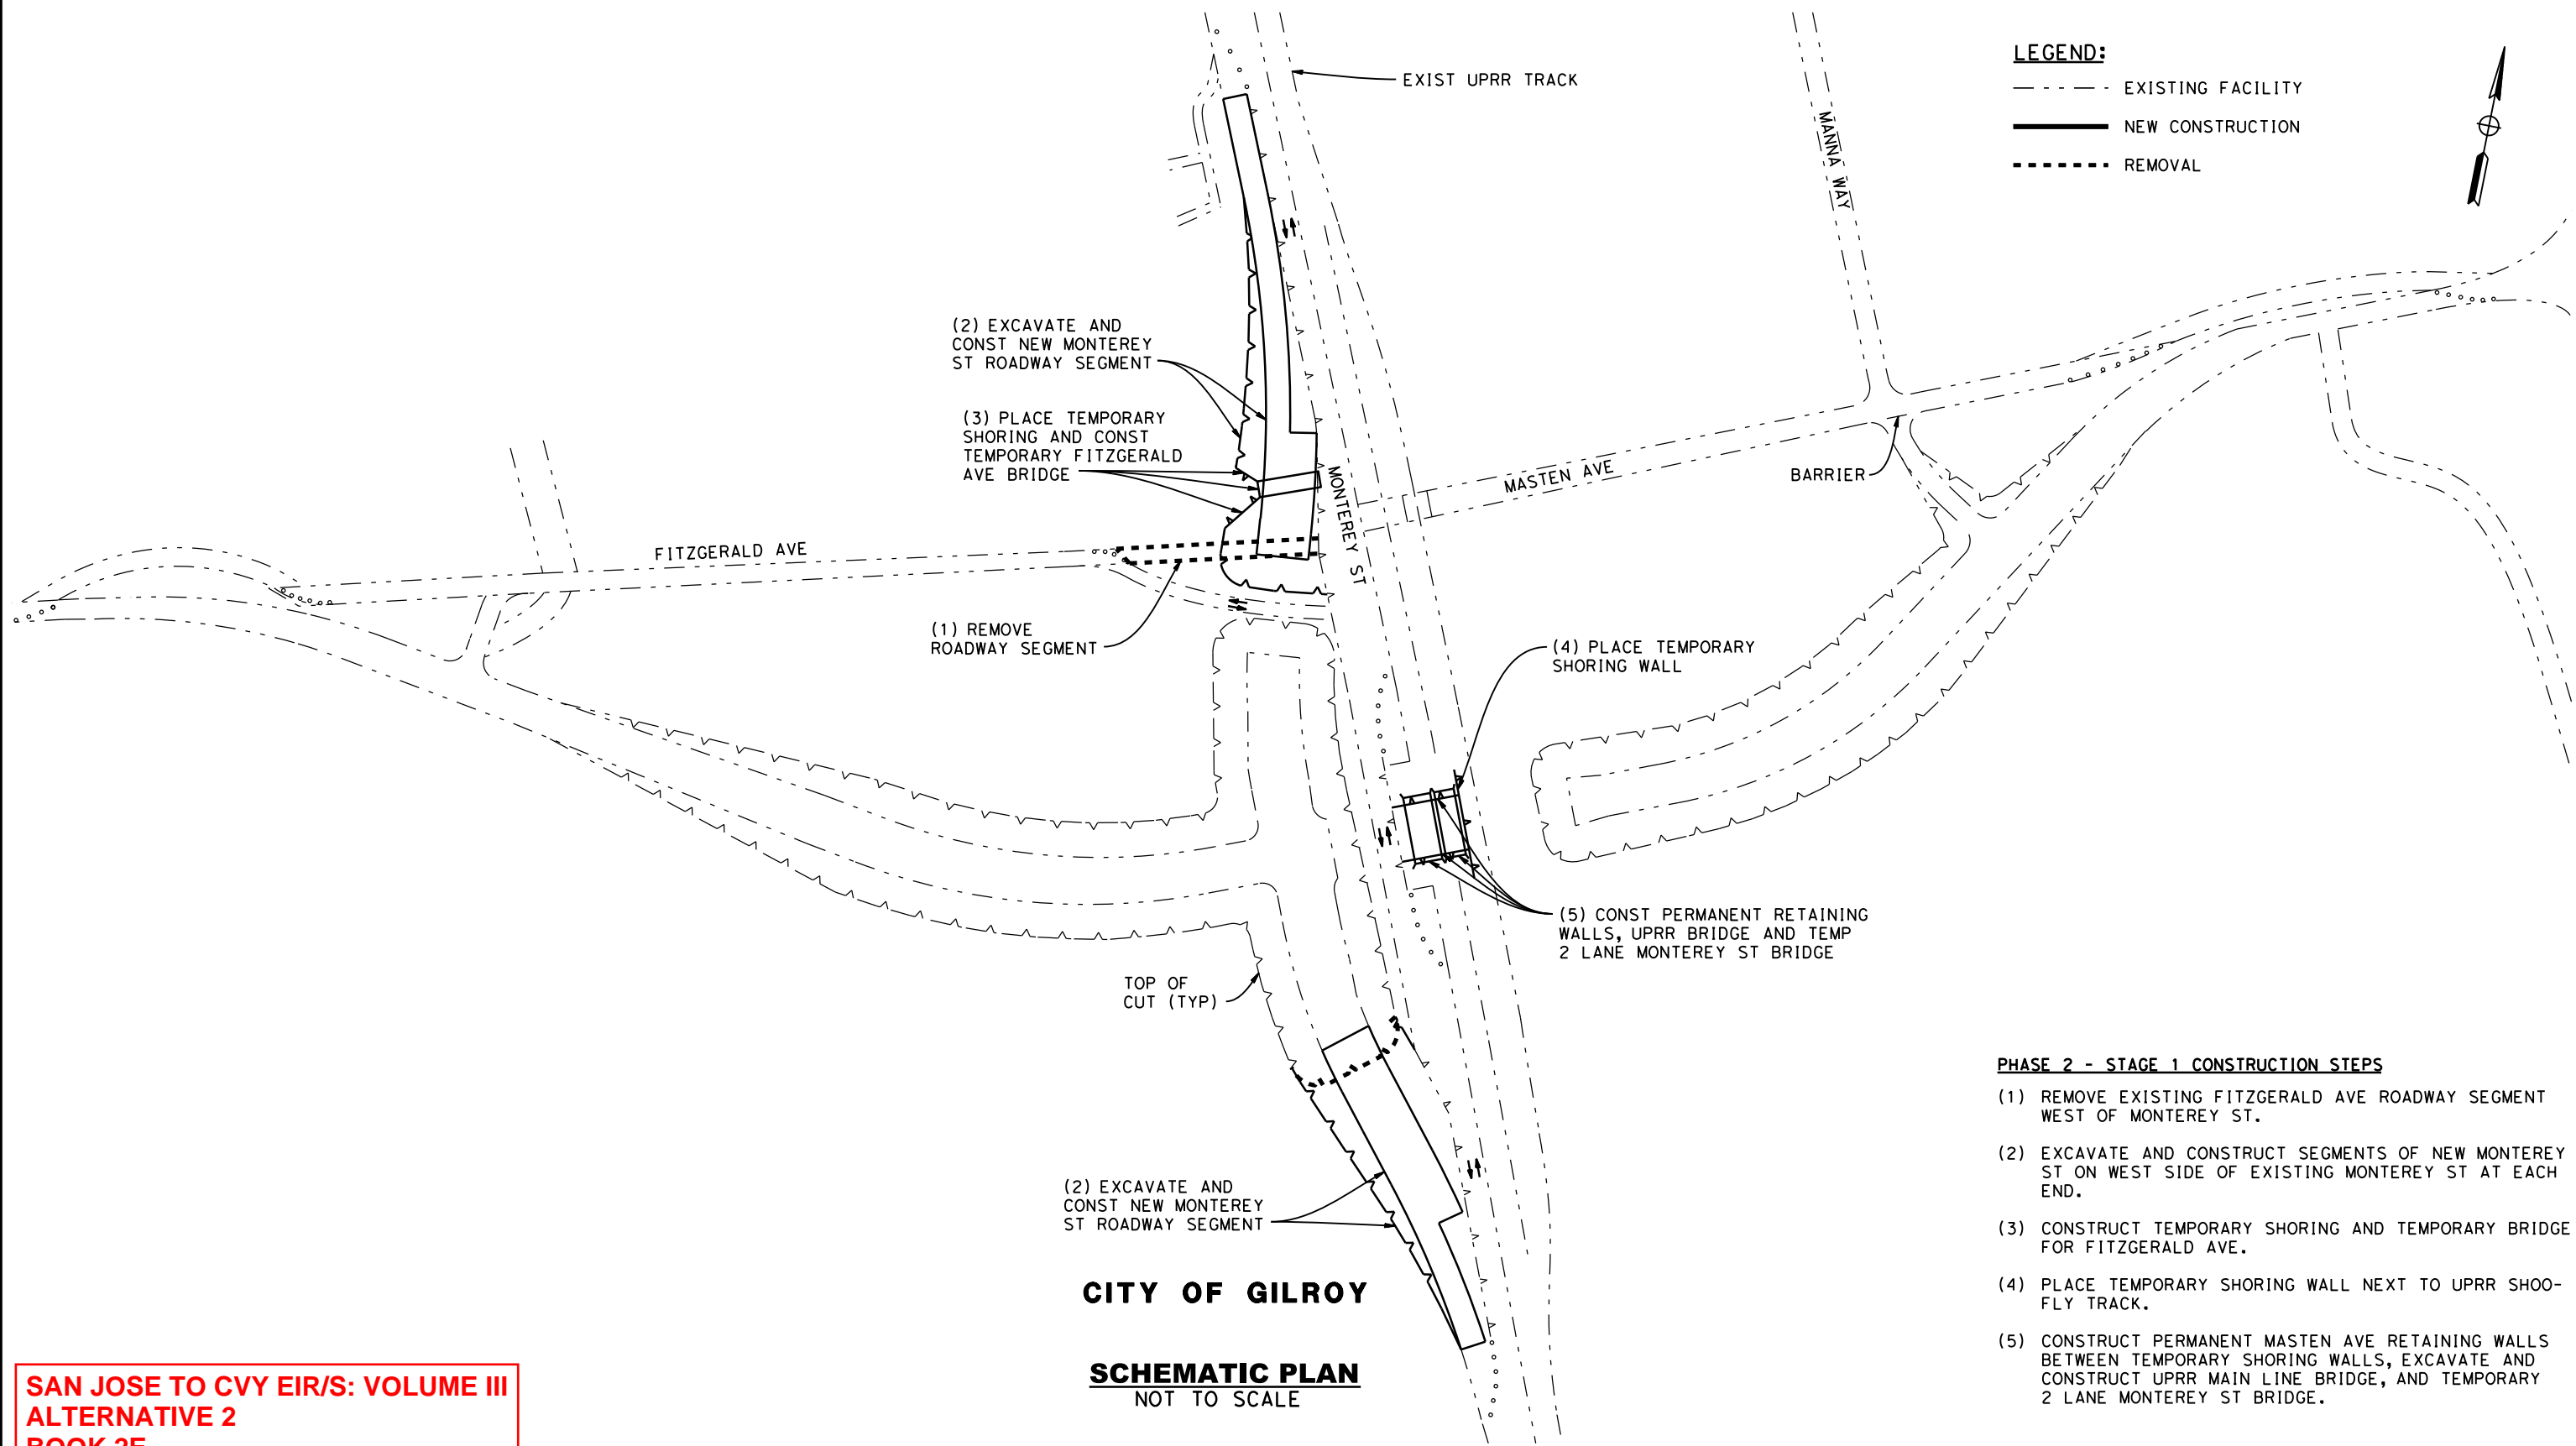 EXIST UPRR TRACK
MANNA WAY
LEGEND:
EXISTING FACILITY
NEW CONSTRUCTION
REMOVAL
(2) EXCAVATE AND
CONST NEW MONTEREY
ST ROADWAY SEGMENT
(3) PLACE TEMPORARY
SHORING AND CONST
TEMPORARY FITZGERALD
AVE BRIDGE
MONTEREY ST
MASTEN AVE
BARRIER
FITZGERALD AVE
(1) REMOVE
ROADWAY SEGMENT
(4) PLACE TEMPORARY
SHORING WALL
(5) CONST PERMANENT RETAINING
WALLS, UPRR BRIDGE AND TEMP
2 LANE MONTEREY ST BRIDGE
TOP OF
CUT (TYP)
(2) EXCAVATE AND
CONST NEW MONTEREY
ST ROADWAY SEGMENT
CITY OF GILROY
SCHEMATIC PLAN
NOT TO SCALE
PHASE 2 - STAGE 1 CONSTRUCTION STEPS
(1) REMOVE EXISTING FITZGERALD AVE ROADWAY SEGMENT
WEST OF MONTEREY ST.
(2) EXCAVATE AND CONSTRUCT SEGMENTS OF NEW MONTEREY
ST ON WEST SIDE OF EXISTING MONTEREY ST AT EACH
END.
(3) CONSTRUCT TEMPORARY SHORING AND TEMPORARY BRIDGE
FOR FITZGERALD AVE.
(4) PLACE TEMPORARY SHORING WALL NEXT TO UPRR SHOO-
FLY TRACK.
(5) CONSTRUCT PERMANENT MASTEN AVE RETAINING WALLS
BETWEEN TEMPORARY SHORING WALLS, EXCAVATE AND
CONSTRUCT UPRR MAIN LINE BRIDGE, AND TEMPORARY
2 LANE MONTEREY ST BRIDGE.
SAN JOSE TO CVY EIR/S: VOLUME III
ALTERNATIVE 2